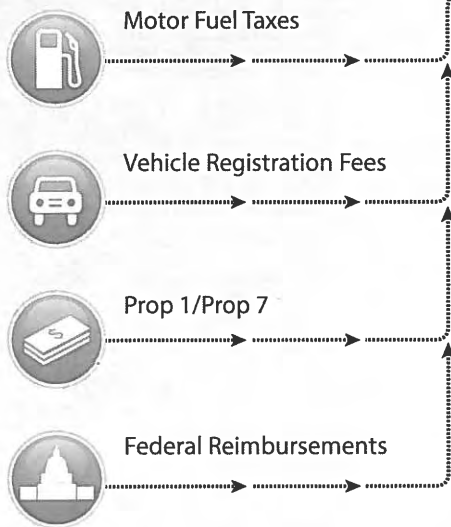 Motor Fuel Taxes
Vehicle Registration Fees
Prop 1/Prop 7
$
Federal Reimbursements